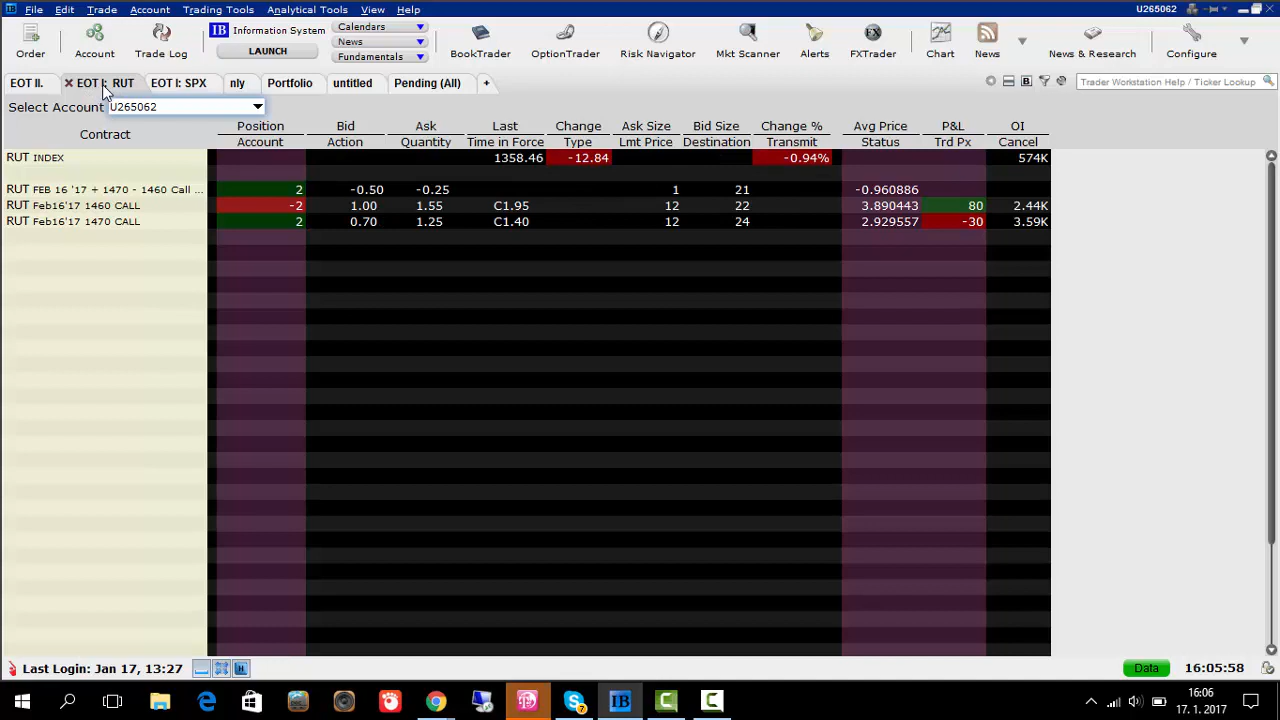 File Edit Trade Account Trading Tools Analytical Tools View Help U265062
Order Account Trade Log IB Information System LAUNCH Calendars News Fundamentals BookTrader OptionTrader Risk Navigator Mkt Scanner Alerts FXTrader Chart News News & Research Configure
EOT II. EOT I: RUT EOT I: SPX nly Portfolio untitled Pending (All) + Trader Workstation Help / Ticker Lookup
Select Account U265062
Contract Position Bid Ask Last Change Ask Size Bid Size Change % Avg Price P&L OI
Account Action Quantity Time in Force Type Lmt Price Destination Transmit Status Trd Px Cancel
RUT INDEX 1358.46 -12.84 -0.94% 574K
RUT FEB 16 '17 + 1470 - 1460 Call ... 2 -0.50 -0.25 1 21 -0.960886
RUT Feb16'17 1460 CALL -2 1.00 1.55 C1.95 12 22 3.890443 80 2.44K
RUT Feb16'17 1470 CALL 2 0.70 1.25 C1.40 12 24 2.929557 -30 3.59K
Last Login: Jan 17, 13:27 Data 16:05:58
16:06
17. 1. 2017